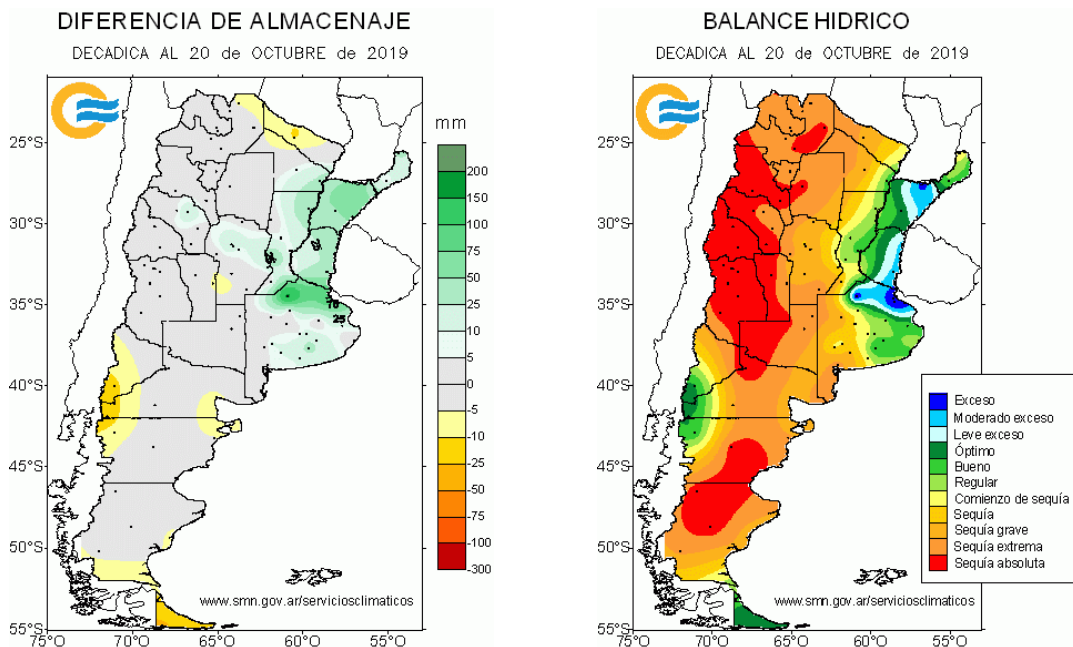 DIFERENCIA DE ALMACENAJE
DECADICA AL 20 de OCTUBRE de 2019
mm
200
150
100
75
50
25
10
5
0
-5
-10
-25
-50
-75
-100
-300
25°S
30°S
35°S
40°S
45°S
50°S
55°S
75°O
70°O
65°O
60°O
55°O
25
www.smn.gov.ar/serviciosclimaticos
BALANCE HIDRICO
DECADICA AL 20 de OCTUBRE de 2019
25°S
30°S
35°S
40°S
45°S
50°S
55°S
75°O
70°O
65°O
60°O
55°O
www.smn.gov.ar/serviciosclimaticos
Exceso
Moderado exceso
Leve exceso
Óptimo
Bueno
Regular
Comienzo de sequía
Sequía
Sequía grave
Sequía extrema
Sequía absoluta